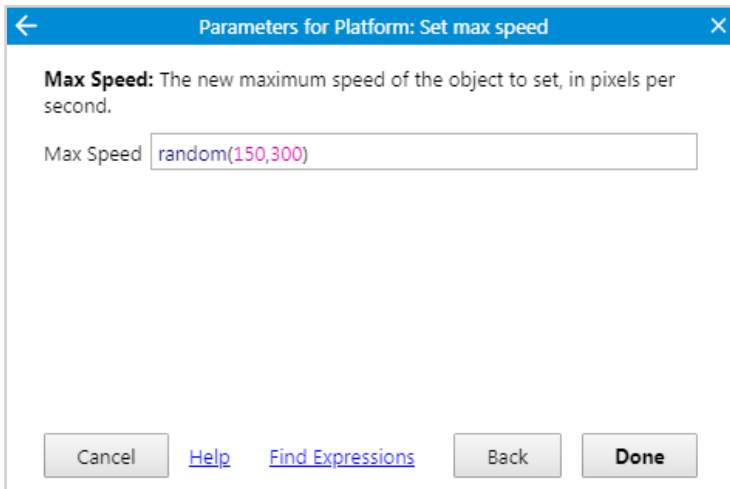 Parameters for Platform: Set max speed
Max Speed: The new maximum speed of the object to set, in pixels per
second.
Max Speed random(150,300)
Cancel Help Find Expressions Back Done